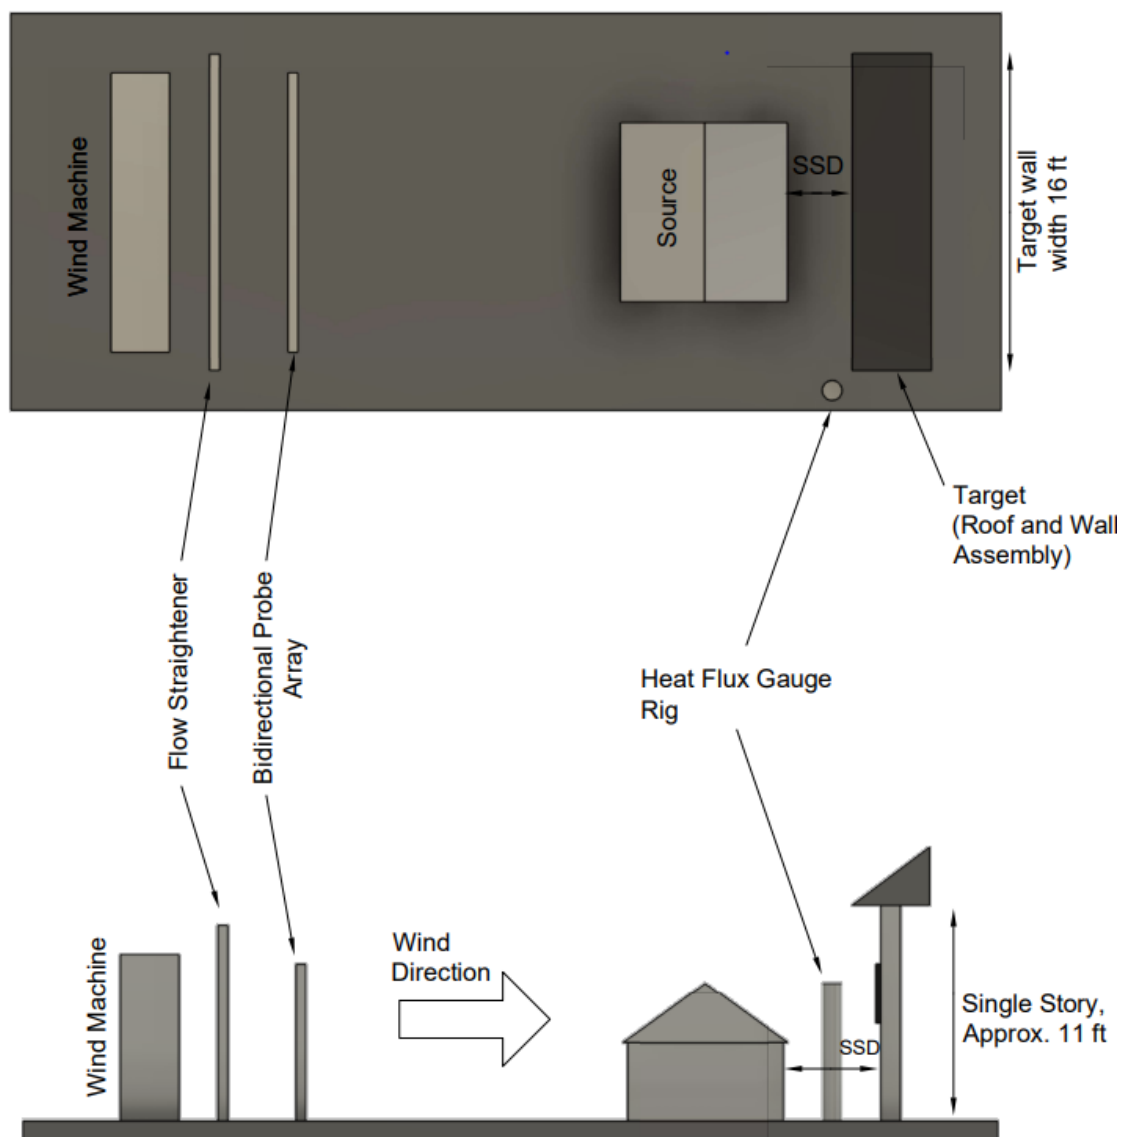 Wind Machine
Source
SSD
Target wall
width 16 ft
Target
(Roof and Wall
Assembly)
Flow Straightener
Bidirectional Probe
Array
Heat Flux Gauge
Rig
Wind Machine
Wind
Direction
SSD
Single Story,
Approx. 11 ft